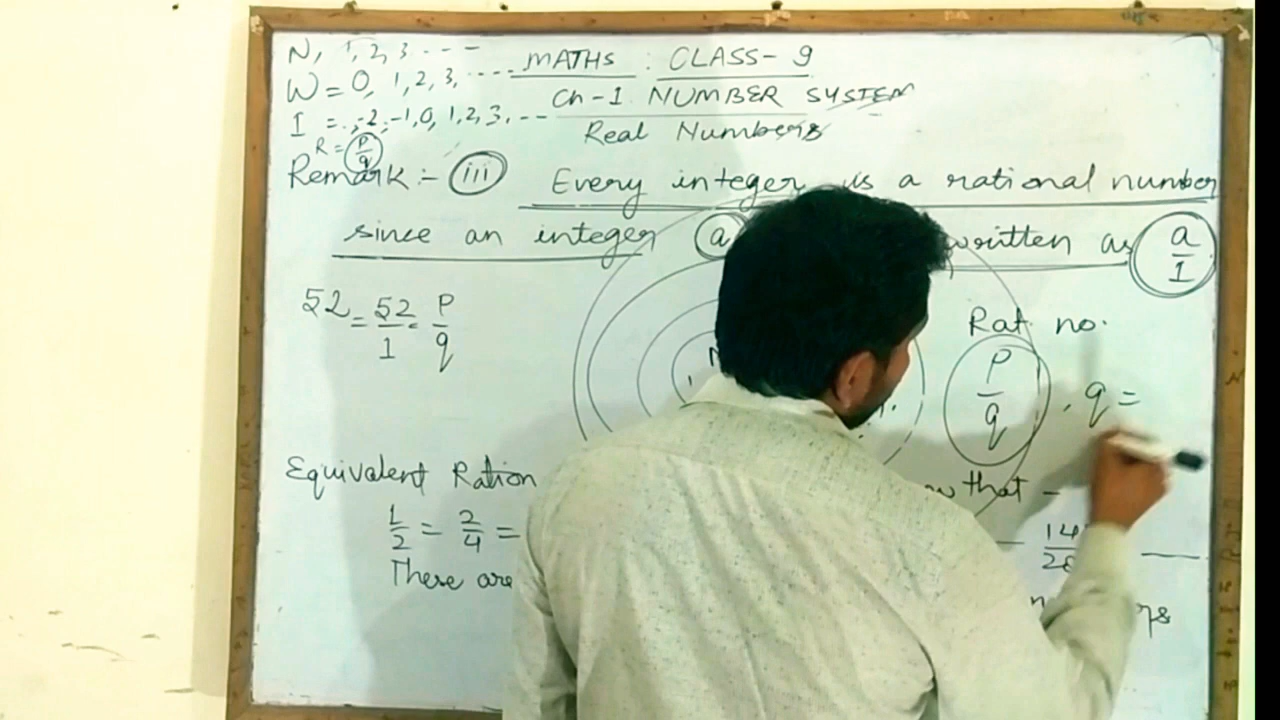 N, 1, 2, 3 - - - -
MATHS : CLASS- 9
W = 0, 1, 2, 3, ----
Ch-1 NUMBER SYSTEM
I = .,-2,-1,0, 1,2,3,--
Real Numbers
R = p/q
Remark :- (iii) Every integer is a rational number
since an integer (a) written as a/1
52 = 52/1 = P/q
Rat no.
P/q , q =
Equivalent Ration w that -
1/2 = 2/4 =
These are